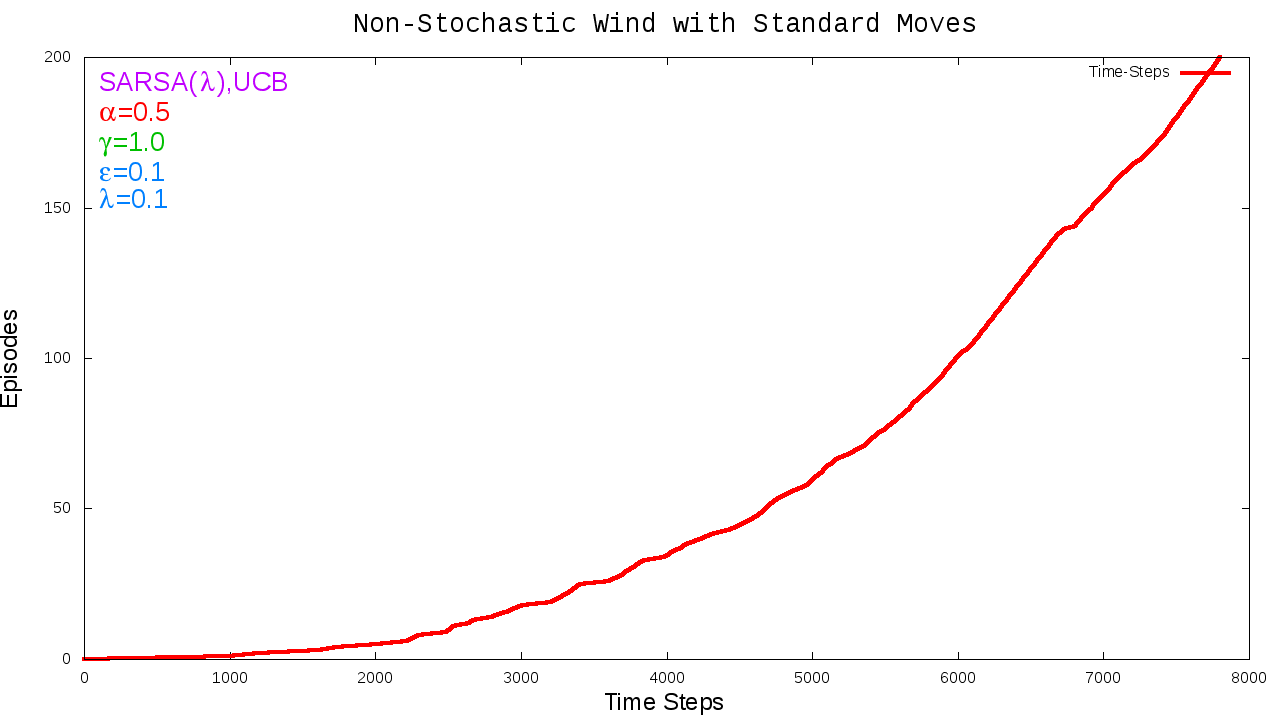 Non-Stochastic Wind with Standard Moves
200
SARSA(λ),UCB
Time-Steps
α=0.5
γ=1.0
ε=0.1
λ=0.1
150
Episodes
100
50
0
0 1000 2000 3000 4000 5000 6000 7000 8000
Time Steps